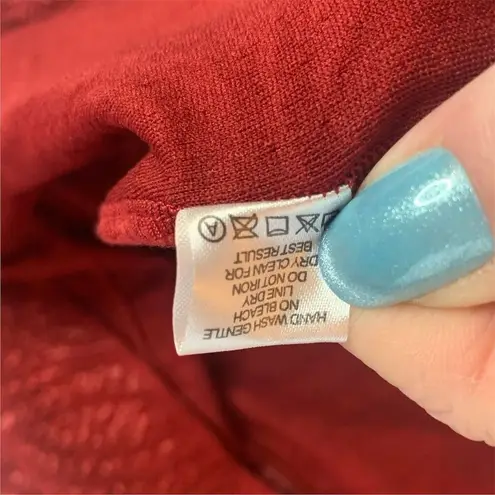 HAND WASH GENTLE
NO BLEACH
LINE DRY
DO NOT IRON
DRY CLEAN FOR
BEST RESULT
A